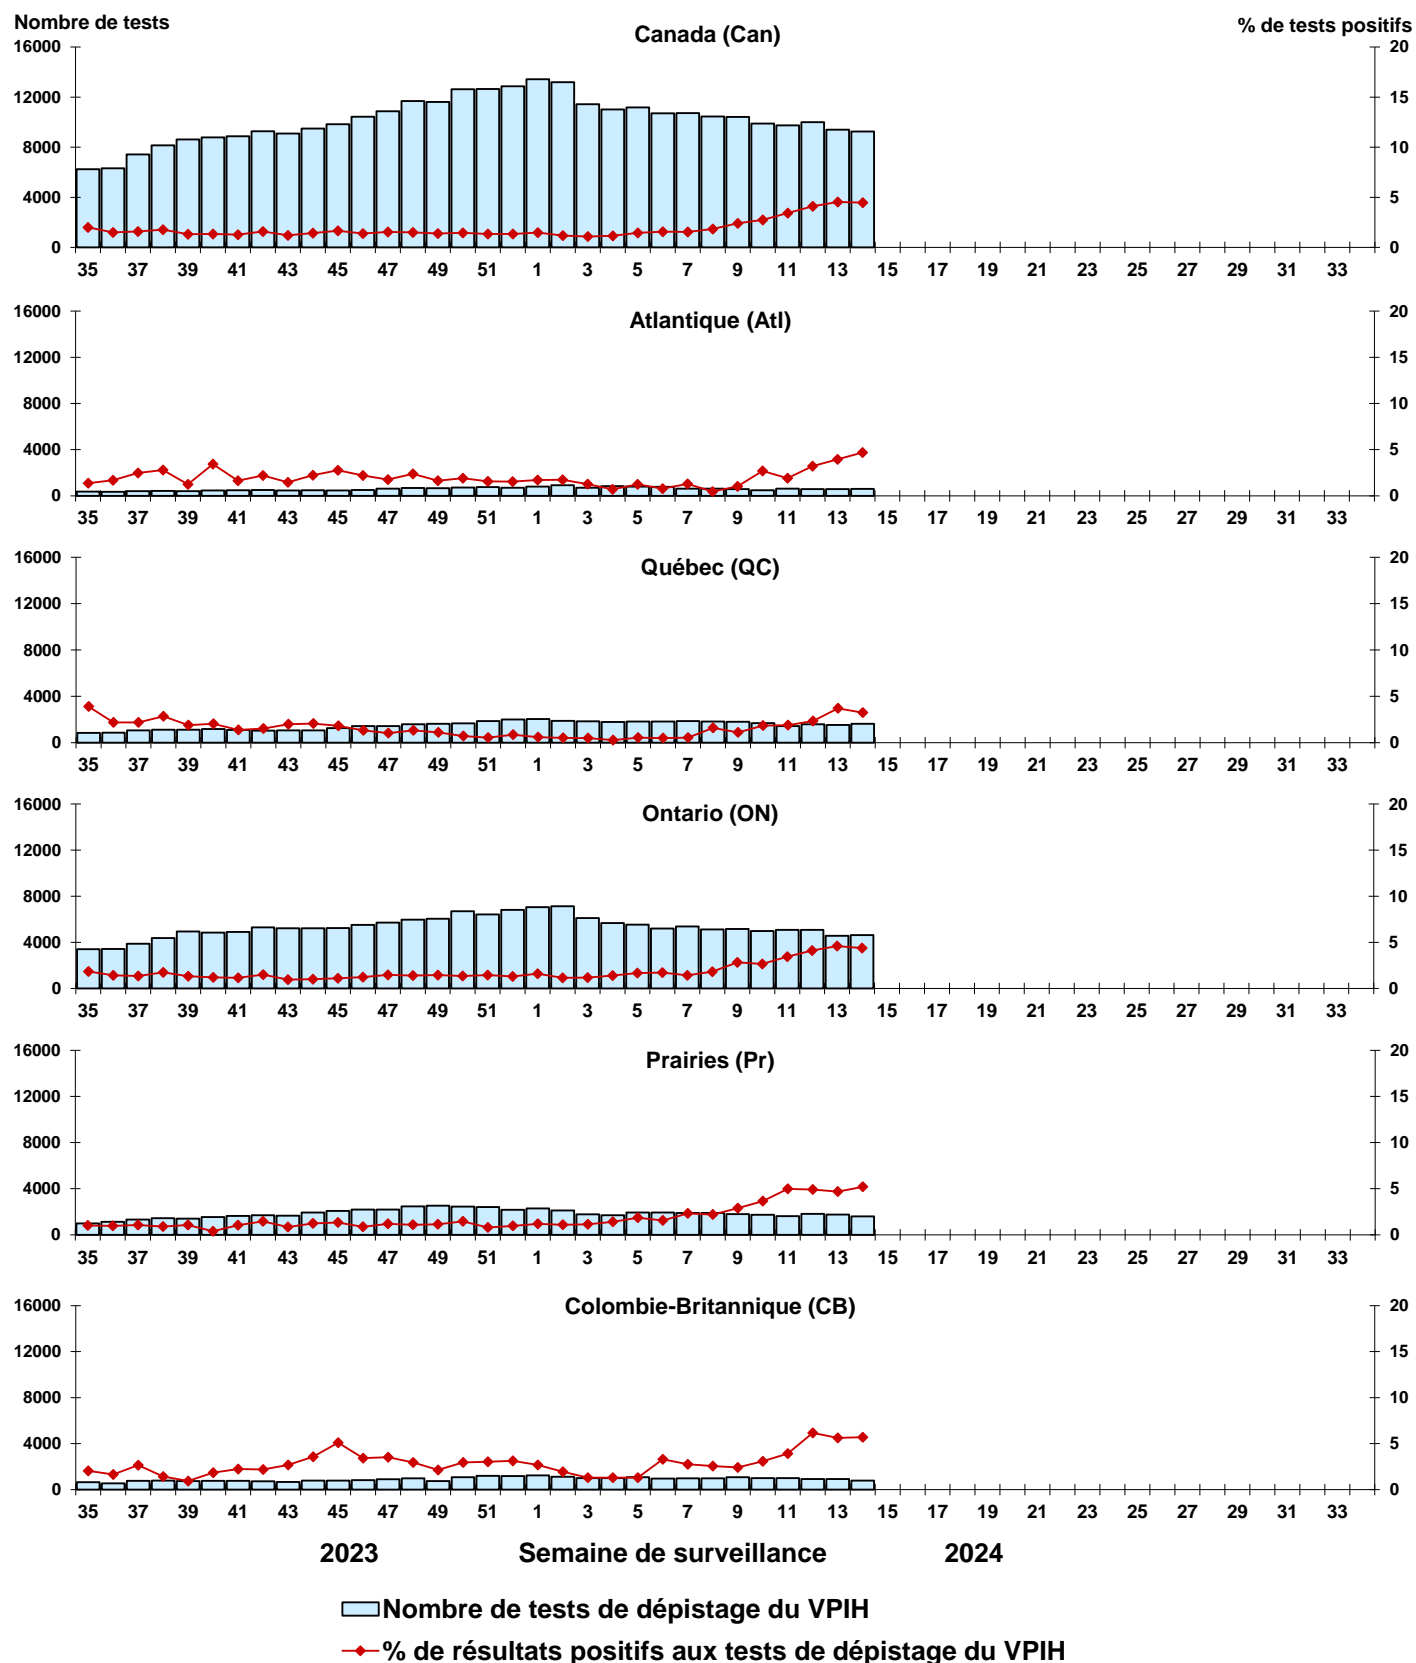 Nombre de tests
% de tests positifs
Canada (Can)
16000 20
12000 15
8000 10
4000 5
0 0
35 37 39 41 43 45 47 49 51 1 3 5 7 9 11 13 15 17 19 21 23 25 27 29 31 33
Atlantique (Atl)
16000 20
12000 15
8000 10
4000 5
0 0
35 37 39 41 43 45 47 49 51 1 3 5 7 9 11 13 15 17 19 21 23 25 27 29 31 33
Québec (QC)
16000 20
12000 15
8000 10
4000 5
0 0
35 37 39 41 43 45 47 49 51 1 3 5 7 9 11 13 15 17 19 21 23 25 27 29 31 33
Ontario (ON)
16000 20
12000 15
8000 10
4000 5
0 0
35 37 39 41 43 45 47 49 51 1 3 5 7 9 11 13 15 17 19 21 23 25 27 29 31 33
Prairies (Pr)
16000 20
12000 15
8000 10
4000 5
0 0
35 37 39 41 43 45 47 49 51 1 3 5 7 9 11 13 15 17 19 21 23 25 27 29 31 33
Colombie-Britannique (CB)
16000 20
12000 15
8000 10
4000 5
0 0
35 37 39 41 43 45 47 49 51 1 3 5 7 9 11 13 15 17 19 21 23 25 27 29 31 33
2023 Semaine de surveillance 2024
Nombre de tests de dépistage du VPIH
% de résultats positifs aux tests de dépistage du VPIH